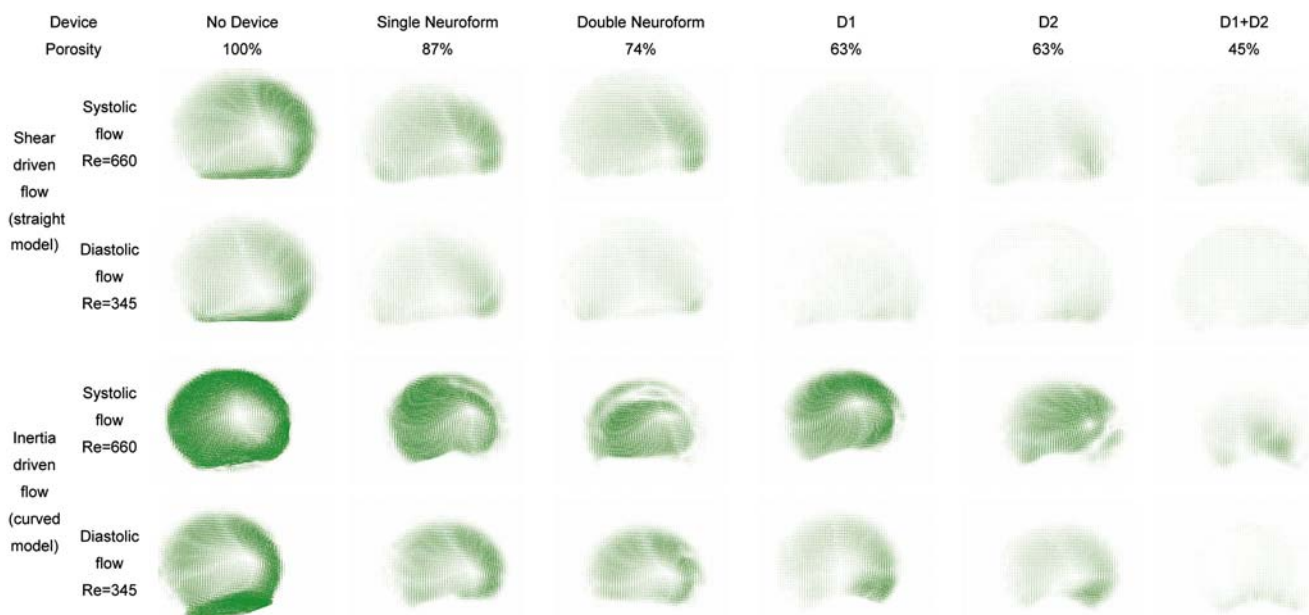 Device No Device Single Neuroform Double Neuroform D1 D2 D1+D2
Porosity 100% 87% 74% 63% 63% 45%
Shear
driven
flow
(straight
model)
Systolic
flow
Re=660
Diastolic
flow
Re=345
Inertia
driven
flow
(curved
model)
Systolic
flow
Re=660
Diastolic
flow
Re=345